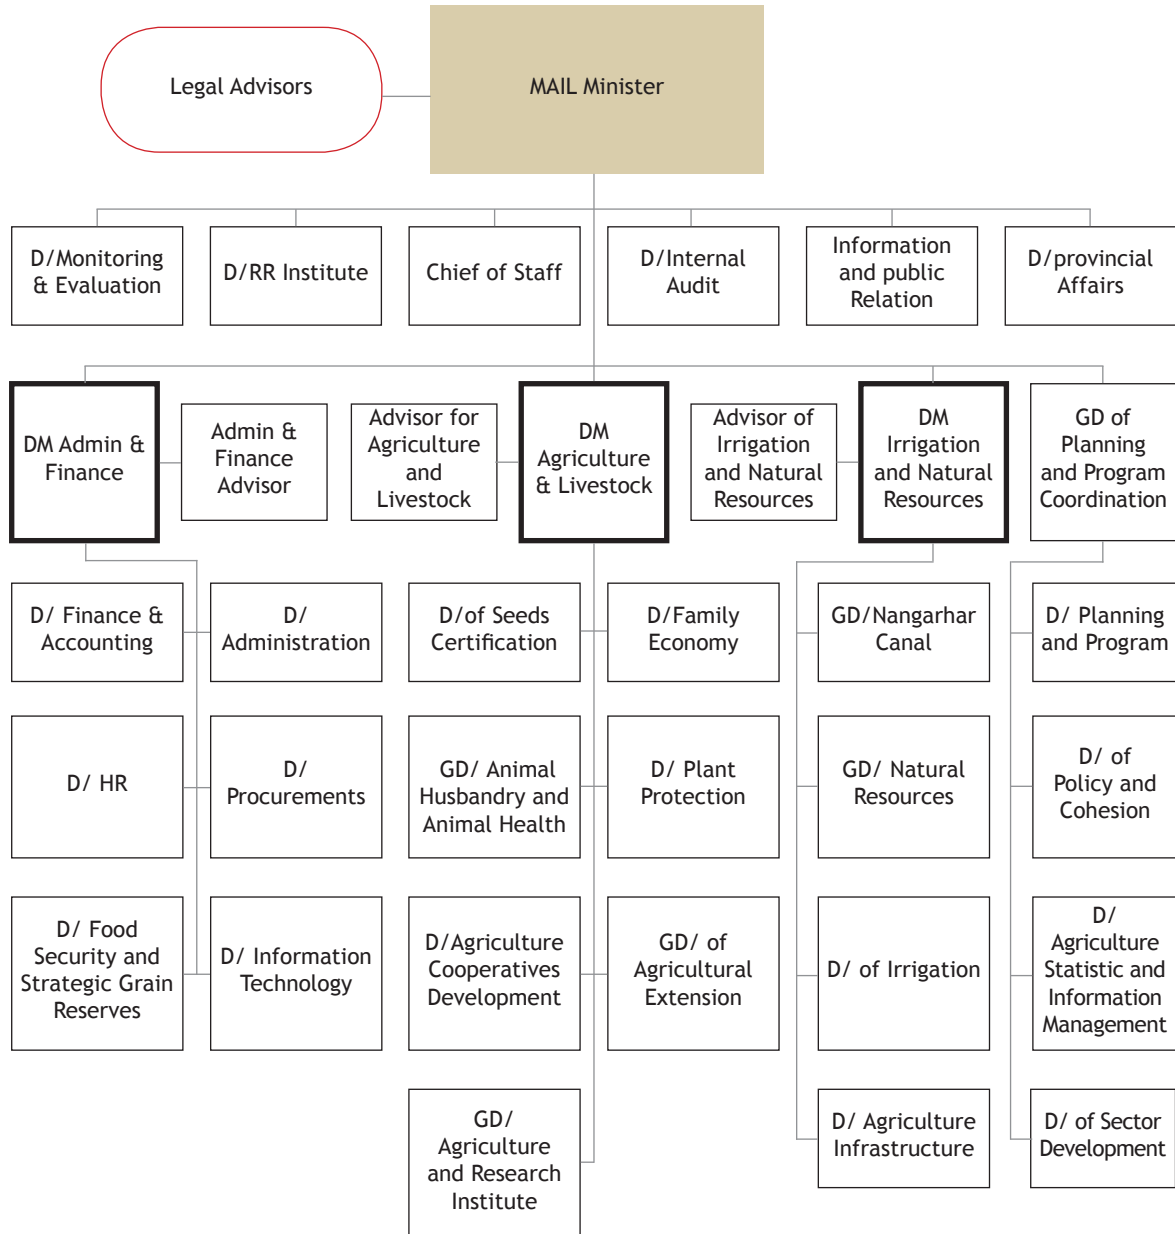 Legal Advisors
MAIL Minister
D/Monitoring
& Evaluation
D/RR Institute
Chief of Staff
D/Internal
Audit
Information
and public
Relation
D/provincial
Affairs
DM Admin &
Finance
Admin &
Finance
Advisor
Advisor for
Agriculture
and
Livestock
DM
Agriculture
& Livestock
Advisor of
Irrigation
and Natural
Resources
DM
Irrigation
and Natural
Resources
GD of
Planning
and Program
Coordination
D/ Finance &
Accounting
D/
Administration
D/of Seeds
Certification
D/Family
Economy
GD/Nangarhar
Canal
D/ Planning
and Program
D/ HR
D/
Procurements
GD/ Animal
Husbandry and
Animal Health
D/ Plant
Protection
GD/ Natural
Resources
D/ of
Policy and
Cohesion
D/ Food
Security and
Strategic Grain
Reserves
D/ Information
Technology
D/Agriculture
Cooperatives
Development
GD/ of
Agricultural
Extension
D/ of Irrigation
D/
Agriculture
Statistic and
Information
Management
GD/
Agriculture
and Research
Institute
D/ Agriculture
Infrastructure
D/ of Sector
Development